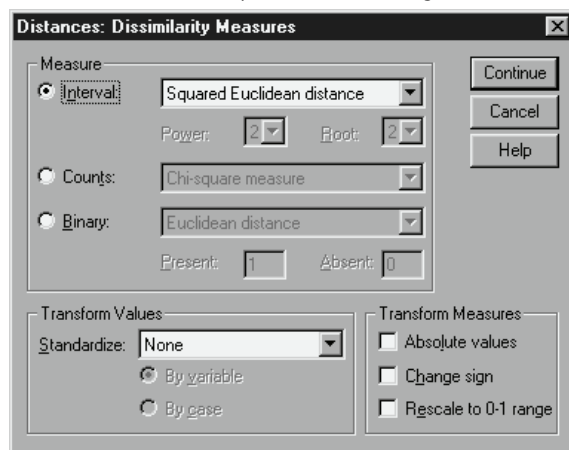 Distances: Dissimilarity Measures
Measure
Interval: Squared Euclidean distance
Power: 2 Root: 2
Counts: Chi-square measure
Binary: Euclidean distance
Present: 1 Absent: 0
Continue
Cancel
Help
Transform Values
Standardize: None
By variable
By case
Transform Measures
Absolute values
Change sign
Rescale to 0-1 range